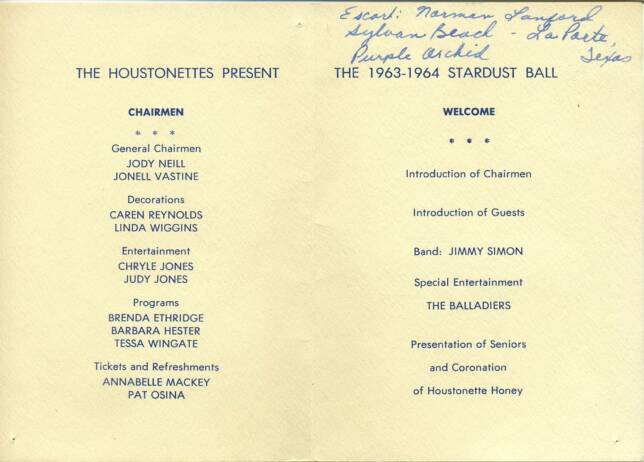 Escort: Norman Lanford
Sylvan Beach - La Porte,
Purple Orchid Texas
THE HOUSTONETTES PRESENT
CHAIRMEN
* * *
General Chairmen
JODY NEILL
JONELL VASTINE
Decorations
CAREN REYNOLDS
LINDA WIGGINS
Entertainment
CHRYLE JONES
JUDY JONES
Programs
BRENDA ETHRIDGE
BARBARA HESTER
TESSA WINGATE
Tickets and Refreshments
ANNABELLE MACKEY
PAT OSINA
THE 1963-1964 STARDUST BALL
WELCOME
* * *
Introduction of Chairmen
Introduction of Guests
Band: JIMMY SIMON
Special Entertainment
THE BALLADIERS
Presentation of Seniors
and Coronation
of Houstonette Honey